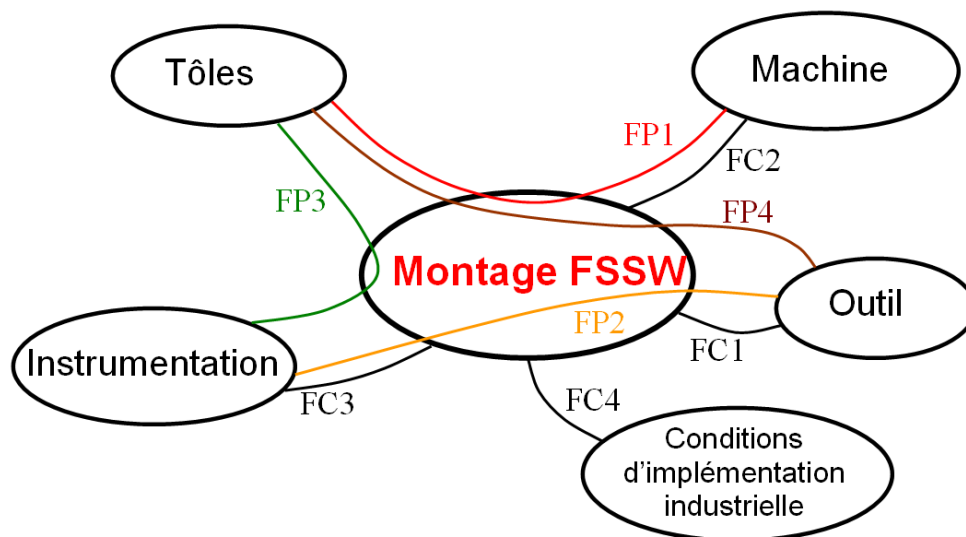 Tôles
Machine
FP1
FC2
FP3
FP4
Montage FSSW
Outil
FP2
Instrumentation
FC1
FC3
FC4
Conditions
d'implémentation
industrielle